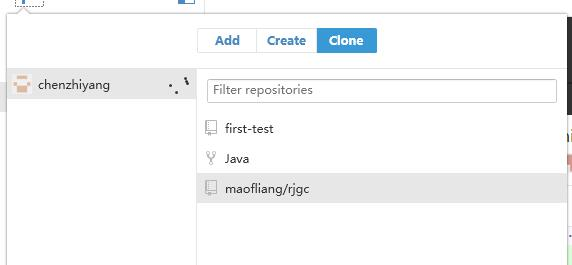 Add Create Clone
chenzhiyang
Filter repositories
first-test
Java
maofliang/rjgc